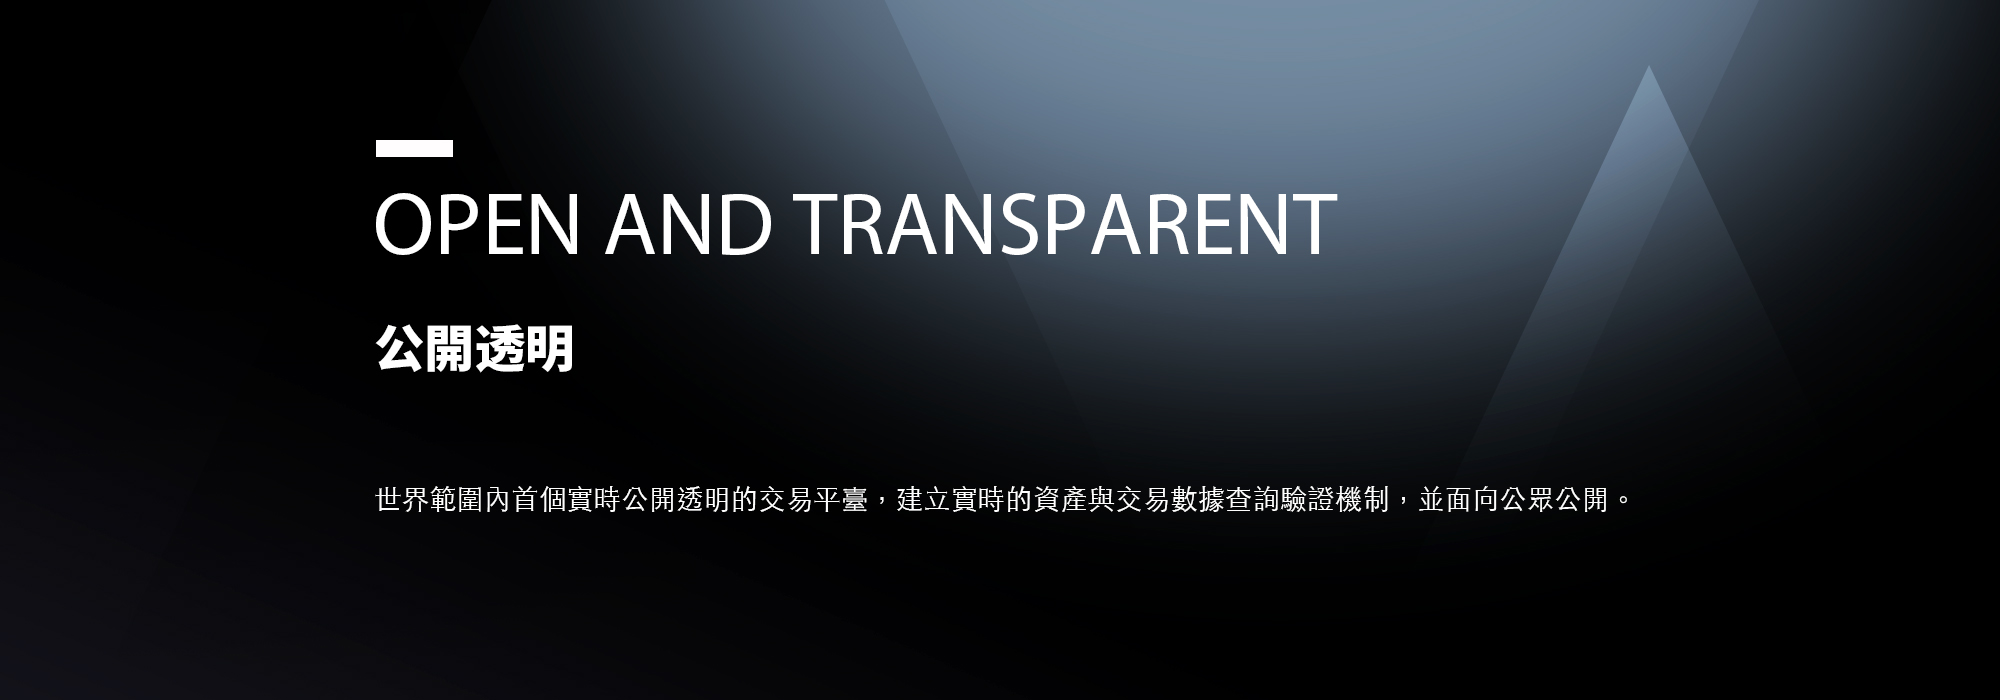 OPEN AND TRANSPARENT
公開透明
世界範圍內首個實時公開透明的交易平臺，建立實時的資產與交易數據查詢驗證機制，並面向公眾公開。